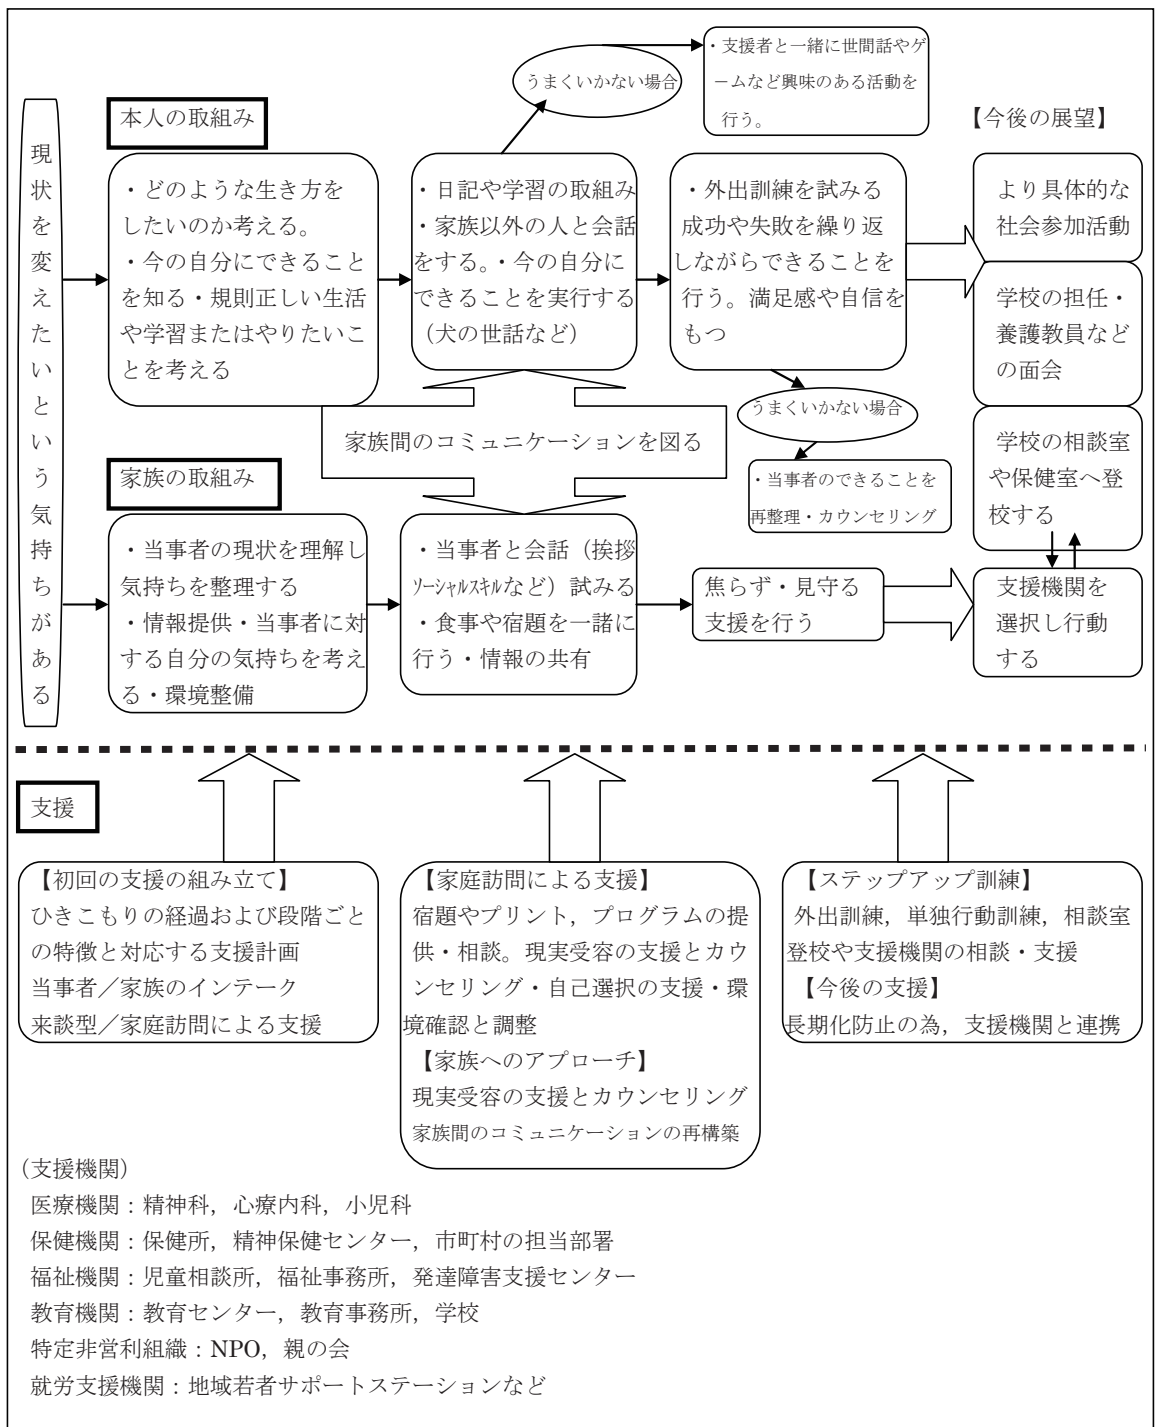 現状を変えたいという気持ちがある
うまくいかない場合
・支援者と一緒に世間話やゲ
ームなど興味のある活動を
行う。
本人の取組み
【今後の展望】
・どのような生き方を
したいのか考える。
・今の自分にできること
を知る・規則正しい生活
や学習またはやりたいこ
とを考える
・日記や学習の取組み
・家族以外の人と会話
をする。・今の自分に
できることを実行する
（犬の世話など）
・外出訓練を試みる
成功や失敗を繰り返
しながらできることを
行う。満足感や自信を
もつ
より具体的な
社会参加活動
学校の担任・
養護教員など
の面会
うまくいかない場合
・当事者のできることを
再整理・カウンセリング
学校の相談室
や保健室へ登
校する
家族間のコミュニケーションを図る
家族の取組み
・当事者の現状を理解し
気持ちを整理する
・情報提供・当事者に対
する自分の気持ちを考え
る・環境整備
・当事者と会話（挨拶
ｿｰｼｬﾙｽｷﾙなど）試みる
・食事や宿題を一諸に
行う・情報の共有
焦らず・見守る
支援を行う
支援機関を
選択し行動
する
支援
【初回の支援の組み立て】
ひきこもりの経過および段階ごと
の特徴と対応する支援計画
当事者／家族のインテーク
来談型／家庭訪問による支援
【家庭訪問による支援】
宿題やプリント，プログラムの提
供・相談。現実受容の支援とカウ
ンセリング・自己選択の支援・環
境確認と調整
【家族へのアプローチ】
現実受容の支援とカウンセリング
家族間のコミュニケーションの再構築
【ステップアップ訓練】
外出訓練，単独行動訓練，相談室
登校や支援機関の相談・支援
【今後の支援】
長期化防止の為，支援機関と連携
（支援機関）
医療機関：精神科，心療内科，小児科
保健機関：保健所，精神保健センター，市町村の担当部署
福祉機関：児童相談所，福祉事務所，発達障害支援センター
教育機関：教育センター，教育事務所，学校
特定非営利組織：NPO，親の会
就労支援機関：地域若者サポートステーションなど